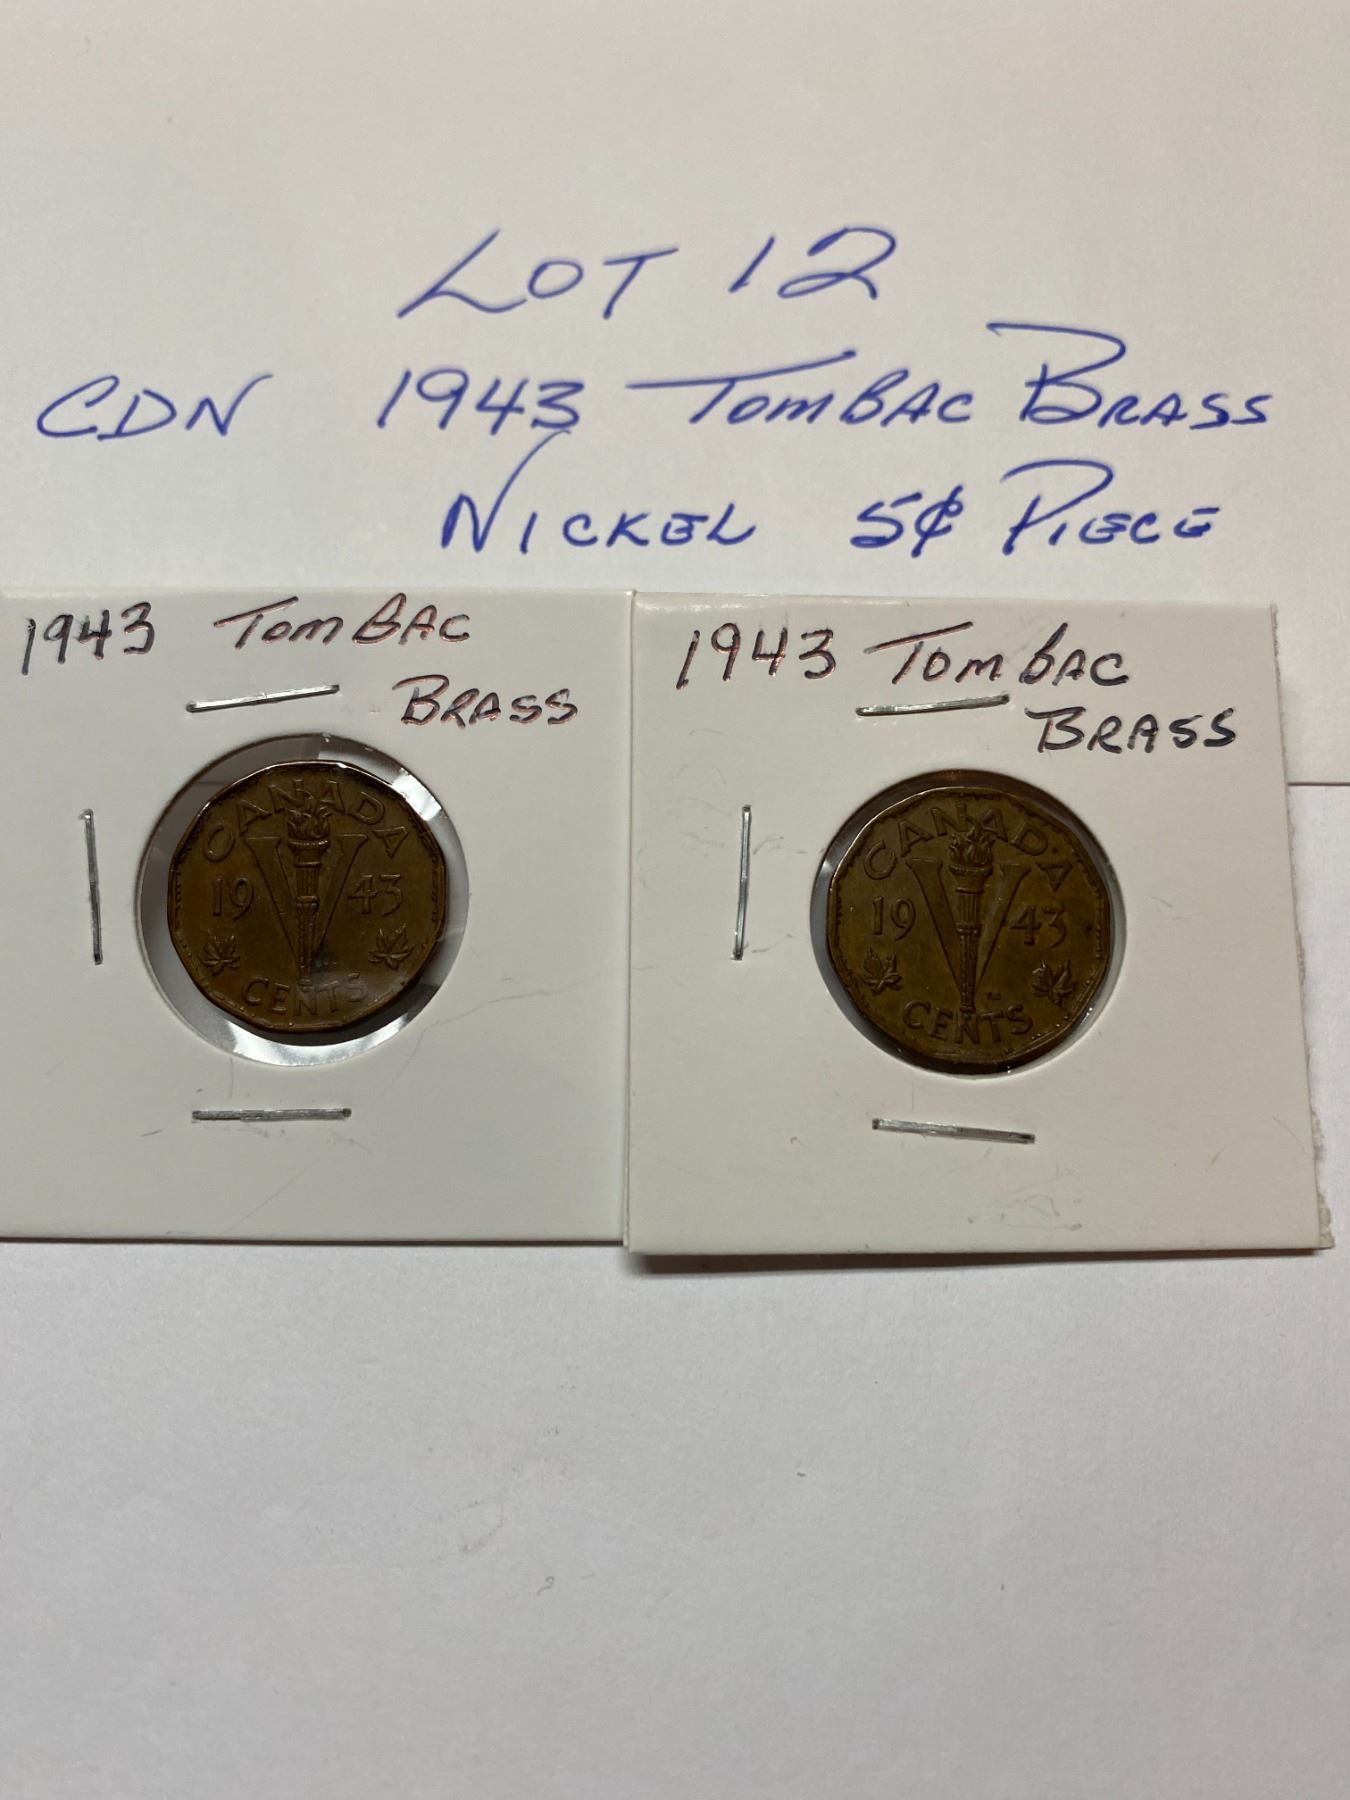 LOT 12
CDN 1943 TOMBAC BRASS
NICKEL 5¢ PIECE
1943 TOMBAC
BRASS
CANADA
19 V 43
CENTS
1943 TOMBAC
BRASS
CANADA
19 V 43
CENTS